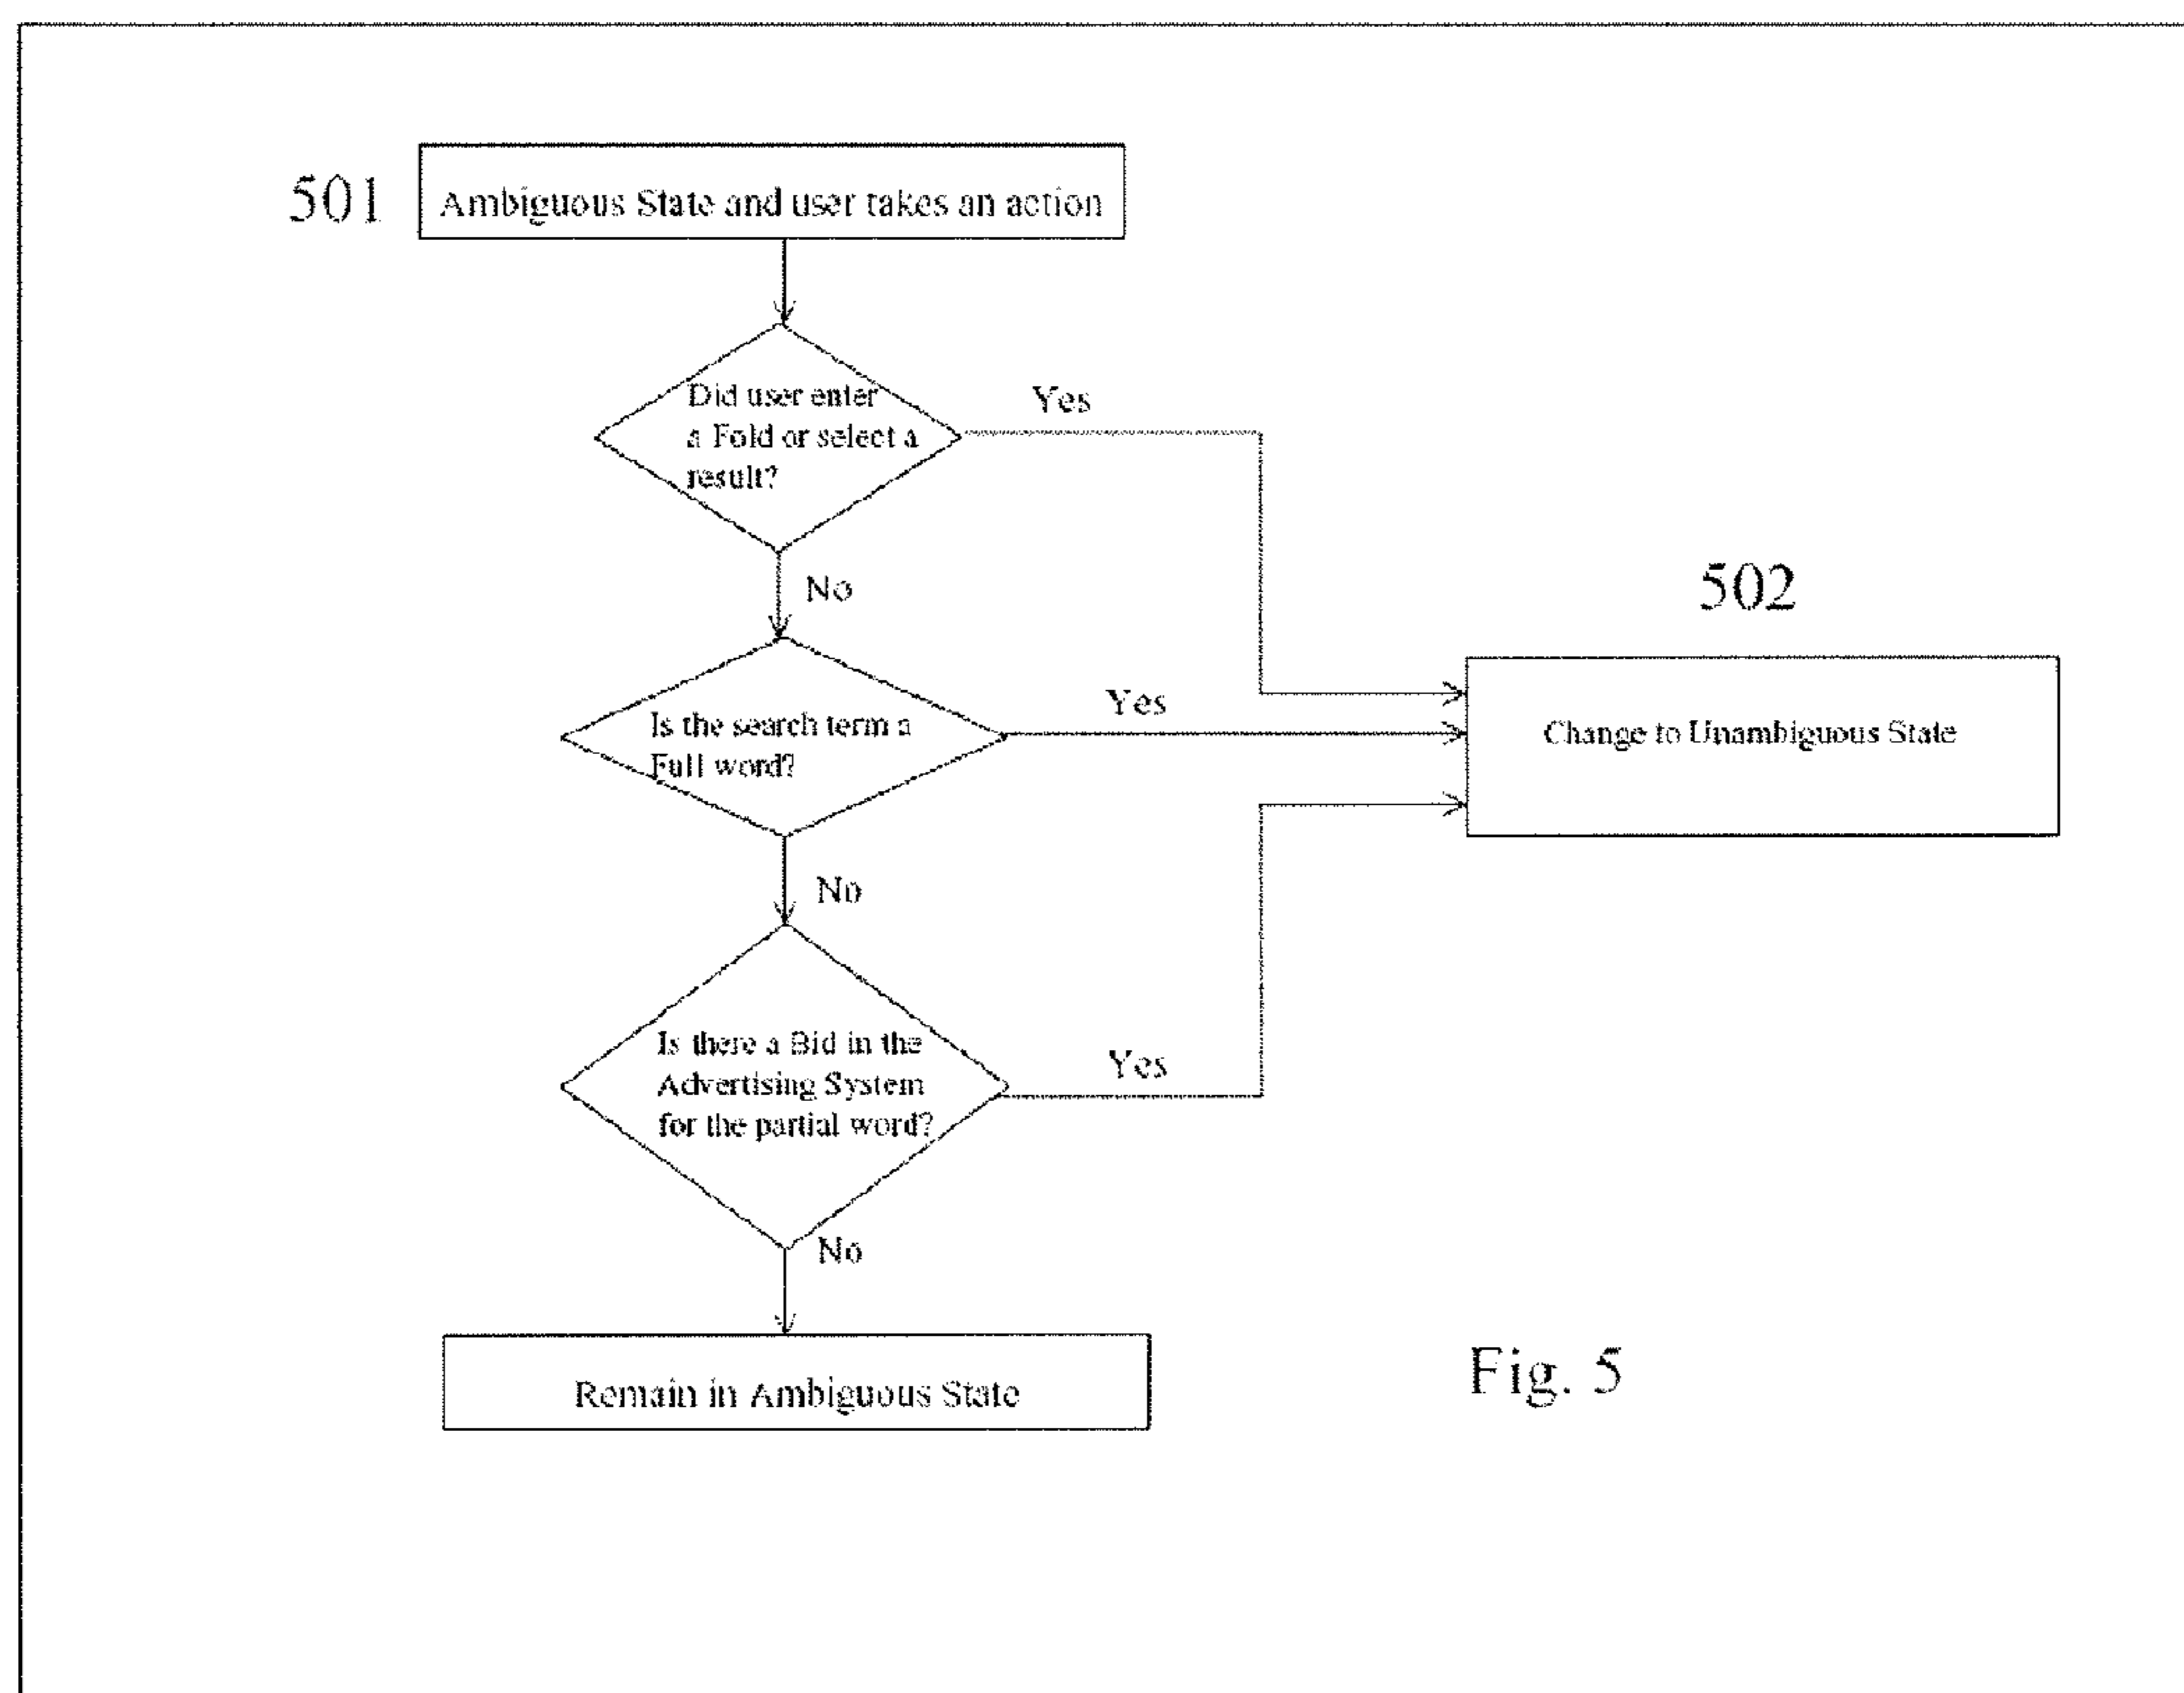 501
Ambiguous State and user takes an action
Did user enter
a Fold or select a
result?
Yes
No
502
Is the search term a
Full word?
Yes
Change to Unambiguous State
No
Is there a Bid in the
Advertising System
for the partial word?
Yes
No
Remain in Ambiguous State
Fig. 5